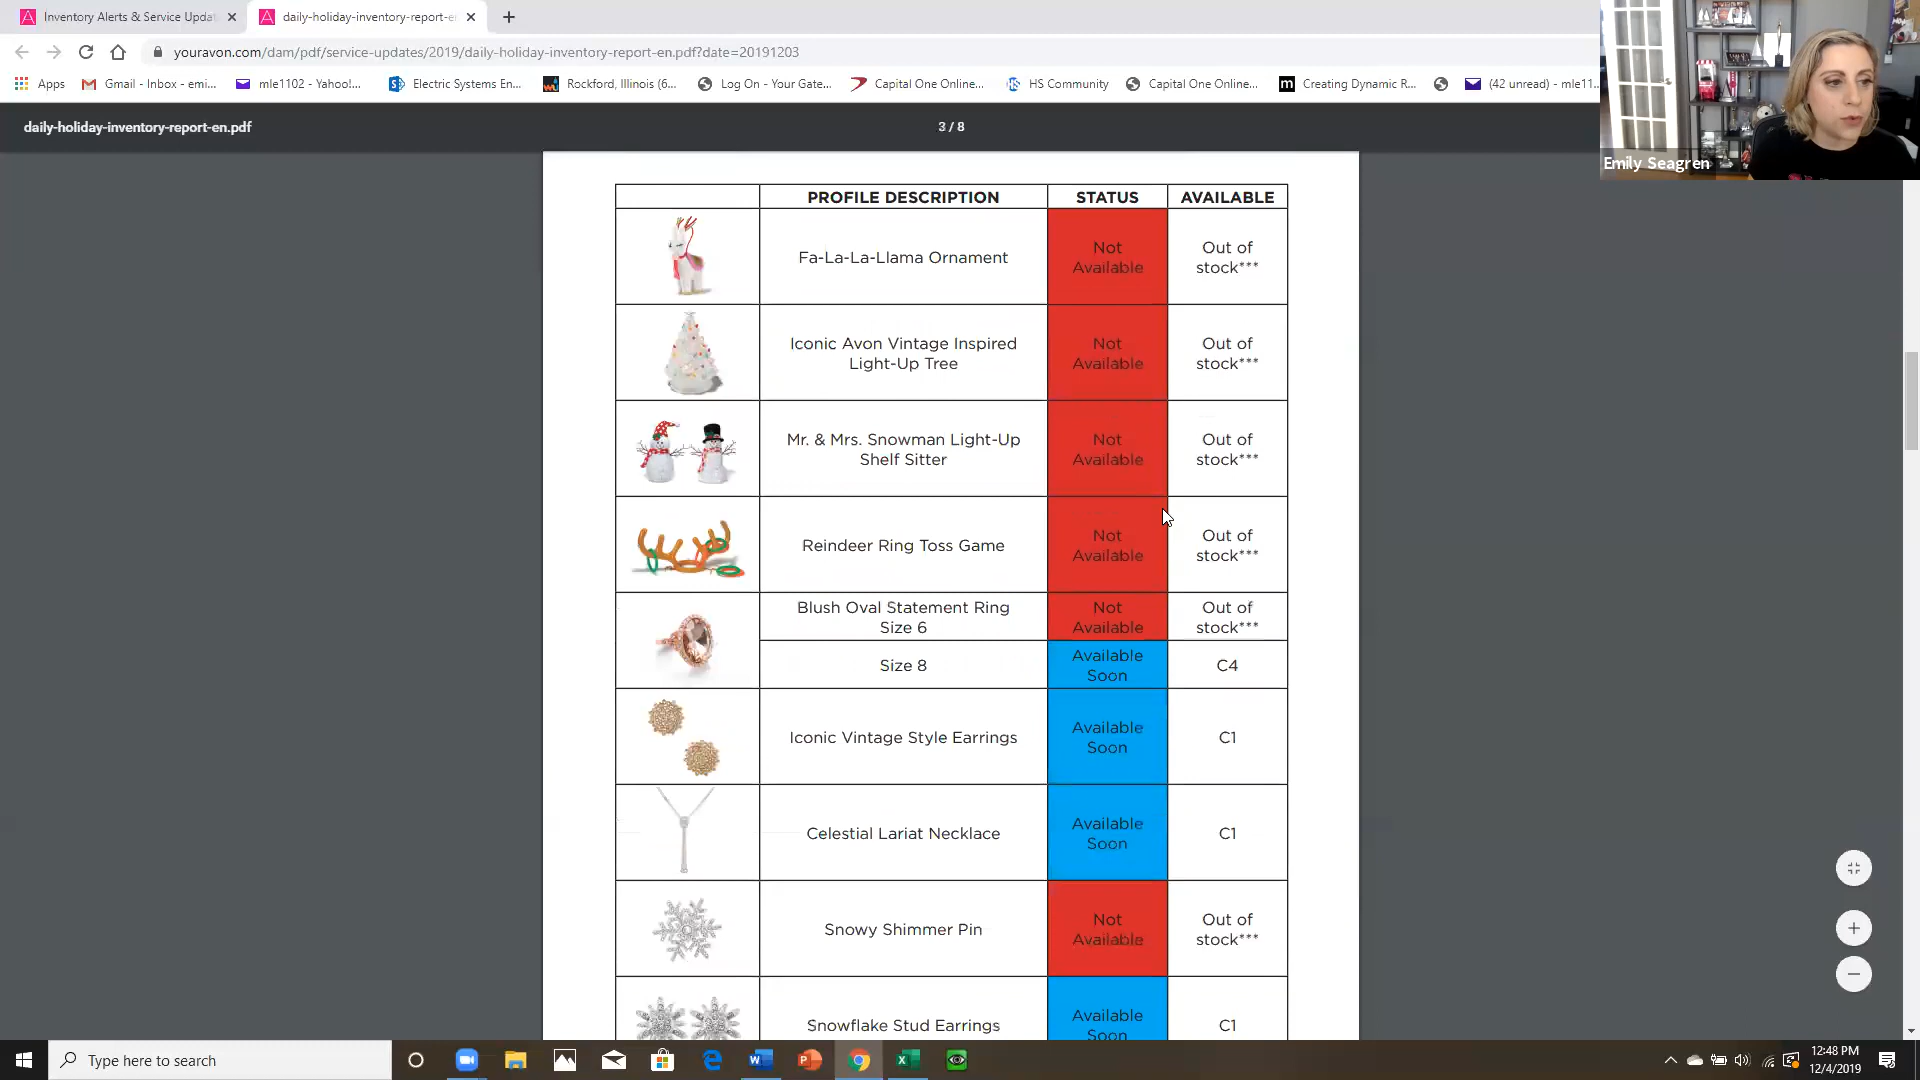 Inventory Alerts & Service Upda
daily-holiday-inventory-report-e
youravon.com/dam/pdf/service-updates/2019/daily-holiday-inventory-report-en.pdf?date=20191203
Apps
Gmail - Inbox - emi...
mle1102 - Yahoo!...
Electric Systems En...
Rockford, Illinois (6...
Log On - Your Gate...
Capital One Online...
HS Community
Capital One Online...
Creating Dynamic R...
(42 unread) - mle11...
Emily Seagren
daily-holiday-inventory-report-en.pdf
3 / 8
PROFILE DESCRIPTION STATUS AVAILABLE
Fa-La-La-Llama Ornament
Not
Available
Out of
stock***
Iconic Avon Vintage Inspired
Light-Up Tree
Not
Available
Out of
stock***
Mr. & Mrs. Snowman Light-Up
Shelf Sitter
Not
Available
Out of
stock***
Reindeer Ring Toss Game
Not
Available
Out of
stock***
Blush Oval Statement Ring
Size 6
Not
Available
Out of
stock***
Size 8
Available
Soon
C4
Iconic Vintage Style Earrings
Available
Soon
C1
Celestial Lariat Necklace
Available
Soon
C1
Snowy Shimmer Pin
Not
Available
Out of
stock***
Snowflake Stud Earrings
Available
Soon
C1
Type here to search
12:48 PM
12/4/2019